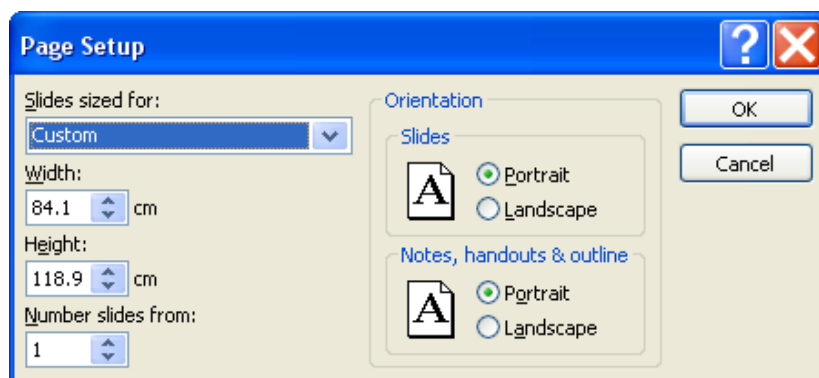 Page Setup
Slides sized for:
Custom
Width:
84.1 cm
Height:
118.9 cm
Number slides from:
1
Orientation
Slides
A
Portrait
Landscape
Notes, handouts & outline
A
Portrait
Landscape
OK
Cancel